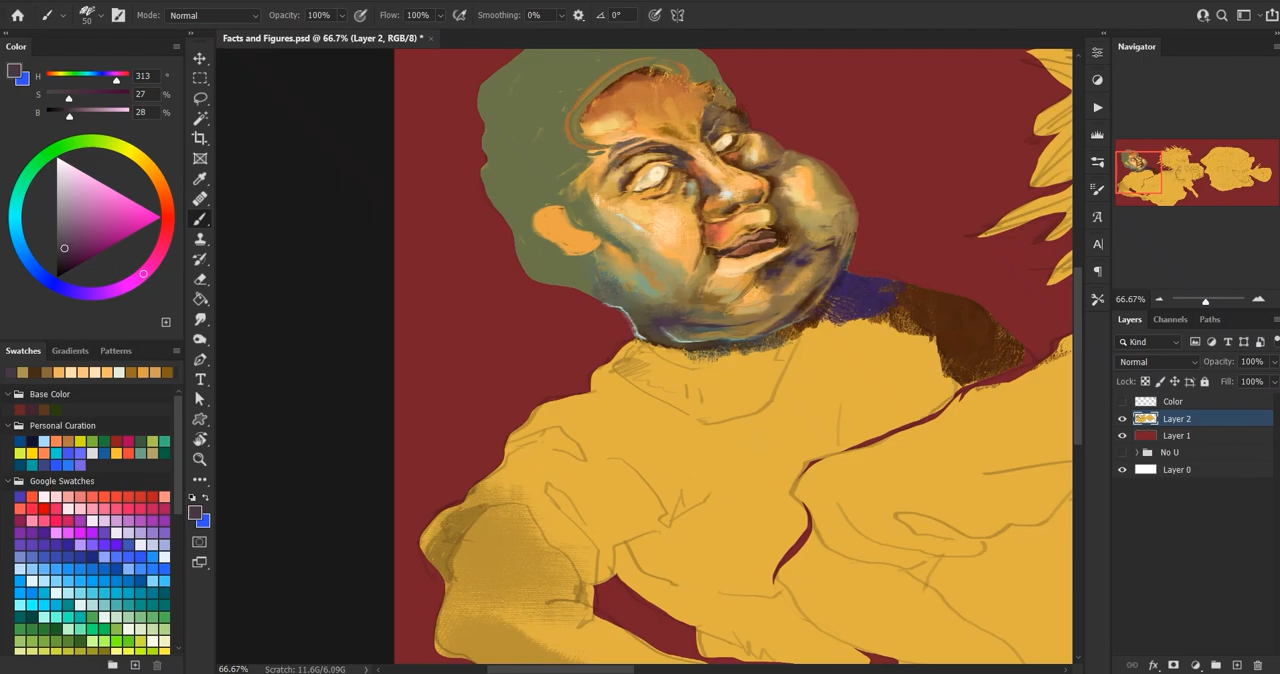 50
Mode: Normal
Opacity: 100%
Flow: 100%
Smoothing: 0%
0°
Color
Facts and Figures.psd @ 66.7% (Layer 2, RGB/8) * ×
Navigator
H 313 °
S 27 %
B 28 %
A|
66.67%
Layers Channels Paths
Kind
Normal Opacity: 100%
Lock: Fill: 100%
Color
Layer 2
Layer 1
No U
Layer 0
Swatches Gradients Patterns
Base Color
Personal Curation
Google Swatches
66.67% Scratch: 11.6G/6.09G
fx